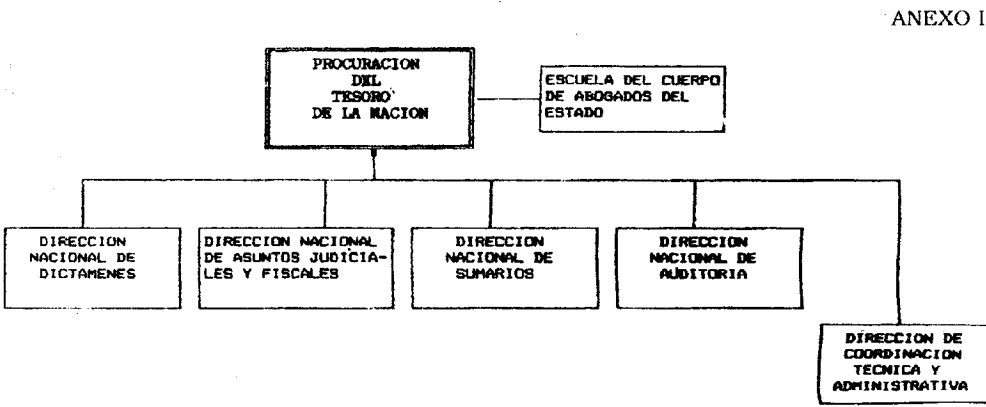 ANEXO I
PROCURACION
DEL
TESORO
DE LA NACION
ESCUELA DEL CUERPO
DE ABOGADOS DEL
ESTADO
DIRECCION
NACIONAL DE
DICTAMENES
DIRECCION NACIONAL
DE ASUNTOS JUDICIA-
LES Y FISCALES
DIRECCION
NACIONAL DE
SUMARIOS
DIRECCION
NACIONAL DE
AUDITORIA
DIRECCION DE
COORDINACION
TECNICA Y
ADMINISTRATIVA